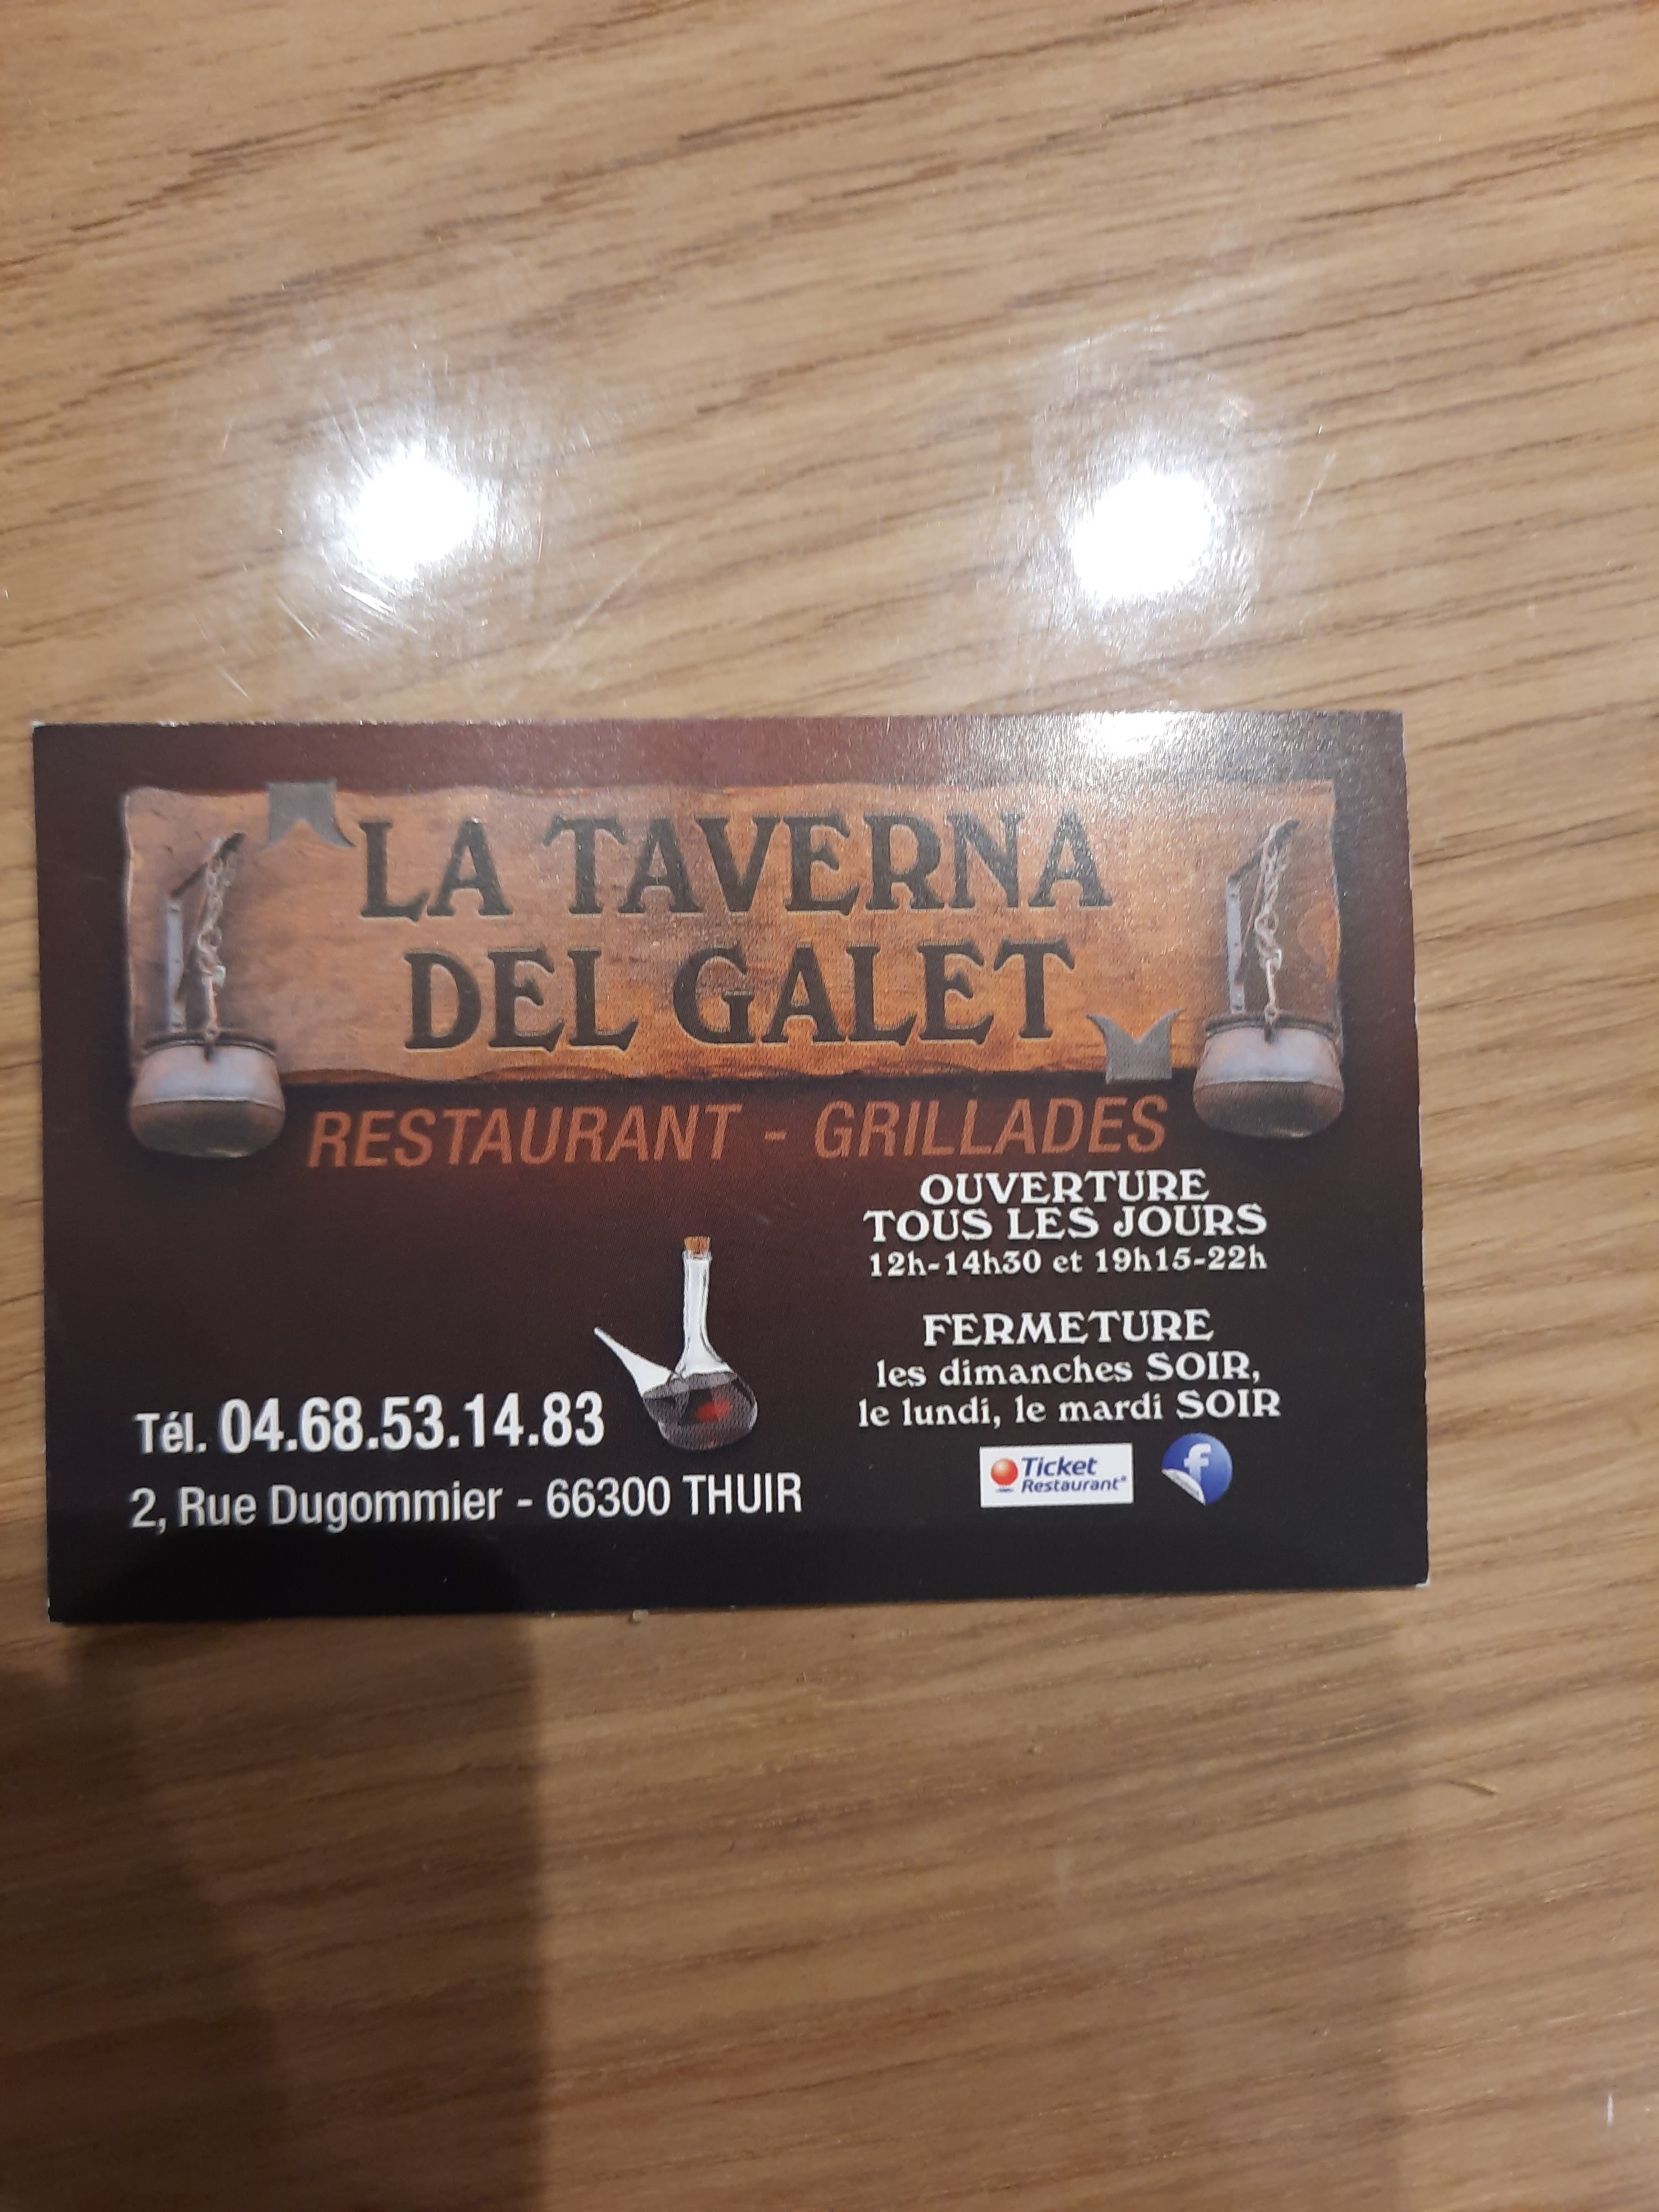 LA TAVERNA
DEL GALET
RESTAURANT - GRILLADES
OUVERTURE
TOUS LES JOURS
12h-14h30 et 19h15-22h
FERMETURE
les dimanches SOIR,
le lundi, le mardi SOIR
Tél. 04.68.53.14.83
2, Rue Dugommier - 66300 THUIR
Ticket
Restaurant®
f